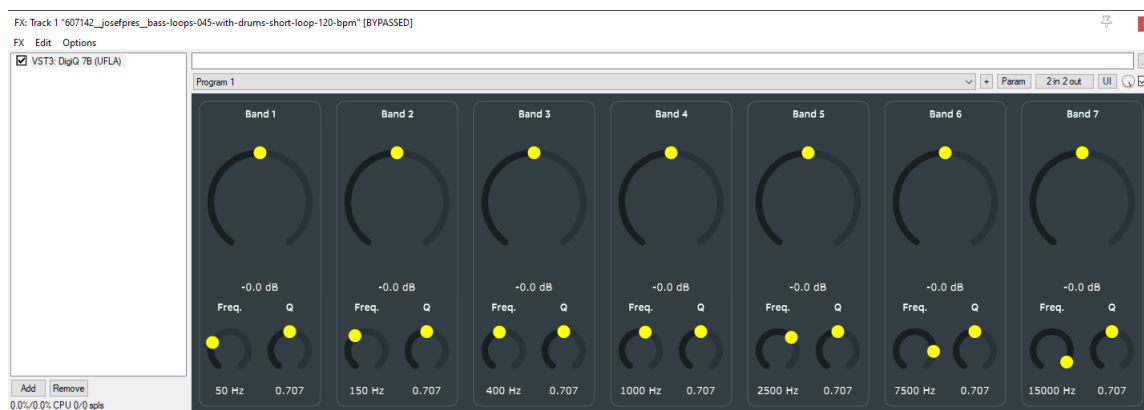 FX: Track 1 "607142__josefpres__bass-loops-045-with-drums-short-loop-120-bpm" [BYPASSED]
FX Edit Options
VST3: DigiQ 7B (UFLA)
Program 1 + Param 2 in 2 out UI
Band 1 Band 2 Band 3 Band 4 Band 5 Band 6 Band 7
-0.0 dB -0.0 dB -0.0 dB -0.0 dB -0.0 dB -0.0 dB -0.0 dB
Freq. Q Freq. Q Freq. Q Freq. Q Freq. Q Freq. Q Freq. Q
50 Hz 0.707 150 Hz 0.707 400 Hz 0.707 1000 Hz 0.707 2500 Hz 0.707 7500 Hz 0.707 15000 Hz 0.707
Add Remove
0.0%/0.0% CPU 0/0 spls